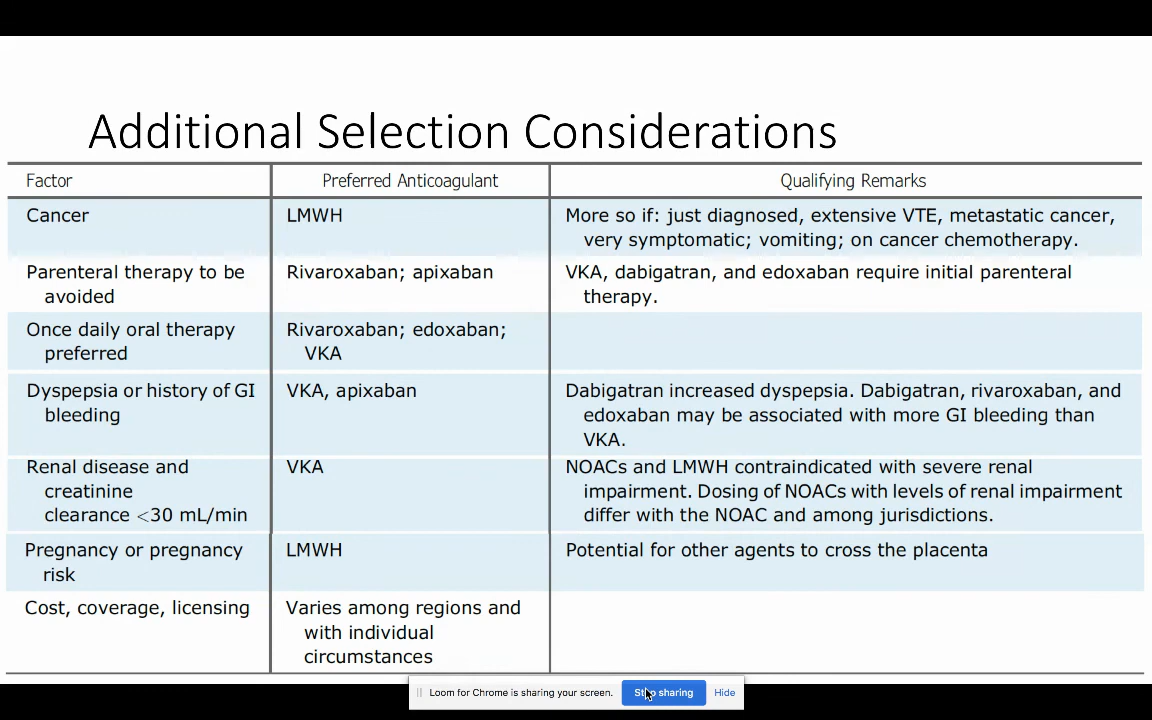 Additional Selection Considerations
Factor
Preferred Anticoagulant
Qualifying Remarks
Cancer
LMWH
More so if: just diagnosed, extensive VTE, metastatic cancer,
very symptomatic; vomiting; on cancer chemotherapy.
Parenteral therapy to be
avoided
Rivaroxaban; apixaban
VKA, dabigatran, and edoxaban require initial parenteral
therapy.
Once daily oral therapy
preferred
Rivaroxaban; edoxaban;
VKA
Dyspepsia or history of GI
bleeding
VKA, apixaban
Dabigatran increased dyspepsia. Dabigatran, rivaroxaban, and
edoxaban may be associated with more GI bleeding than
VKA.
Renal disease and
creatinine
clearance <30 mL/min
VKA
NOACs and LMWH contraindicated with severe renal
impairment. Dosing of NOACs with levels of renal impairment
differ with the NOAC and among jurisdictions.
Pregnancy or pregnancy
risk
LMWH
Potential for other agents to cross the placenta
Cost, coverage, licensing
Varies among regions and
with individual
circumstances
Loom for Chrome is sharing your screen.
Stop sharing
Hide